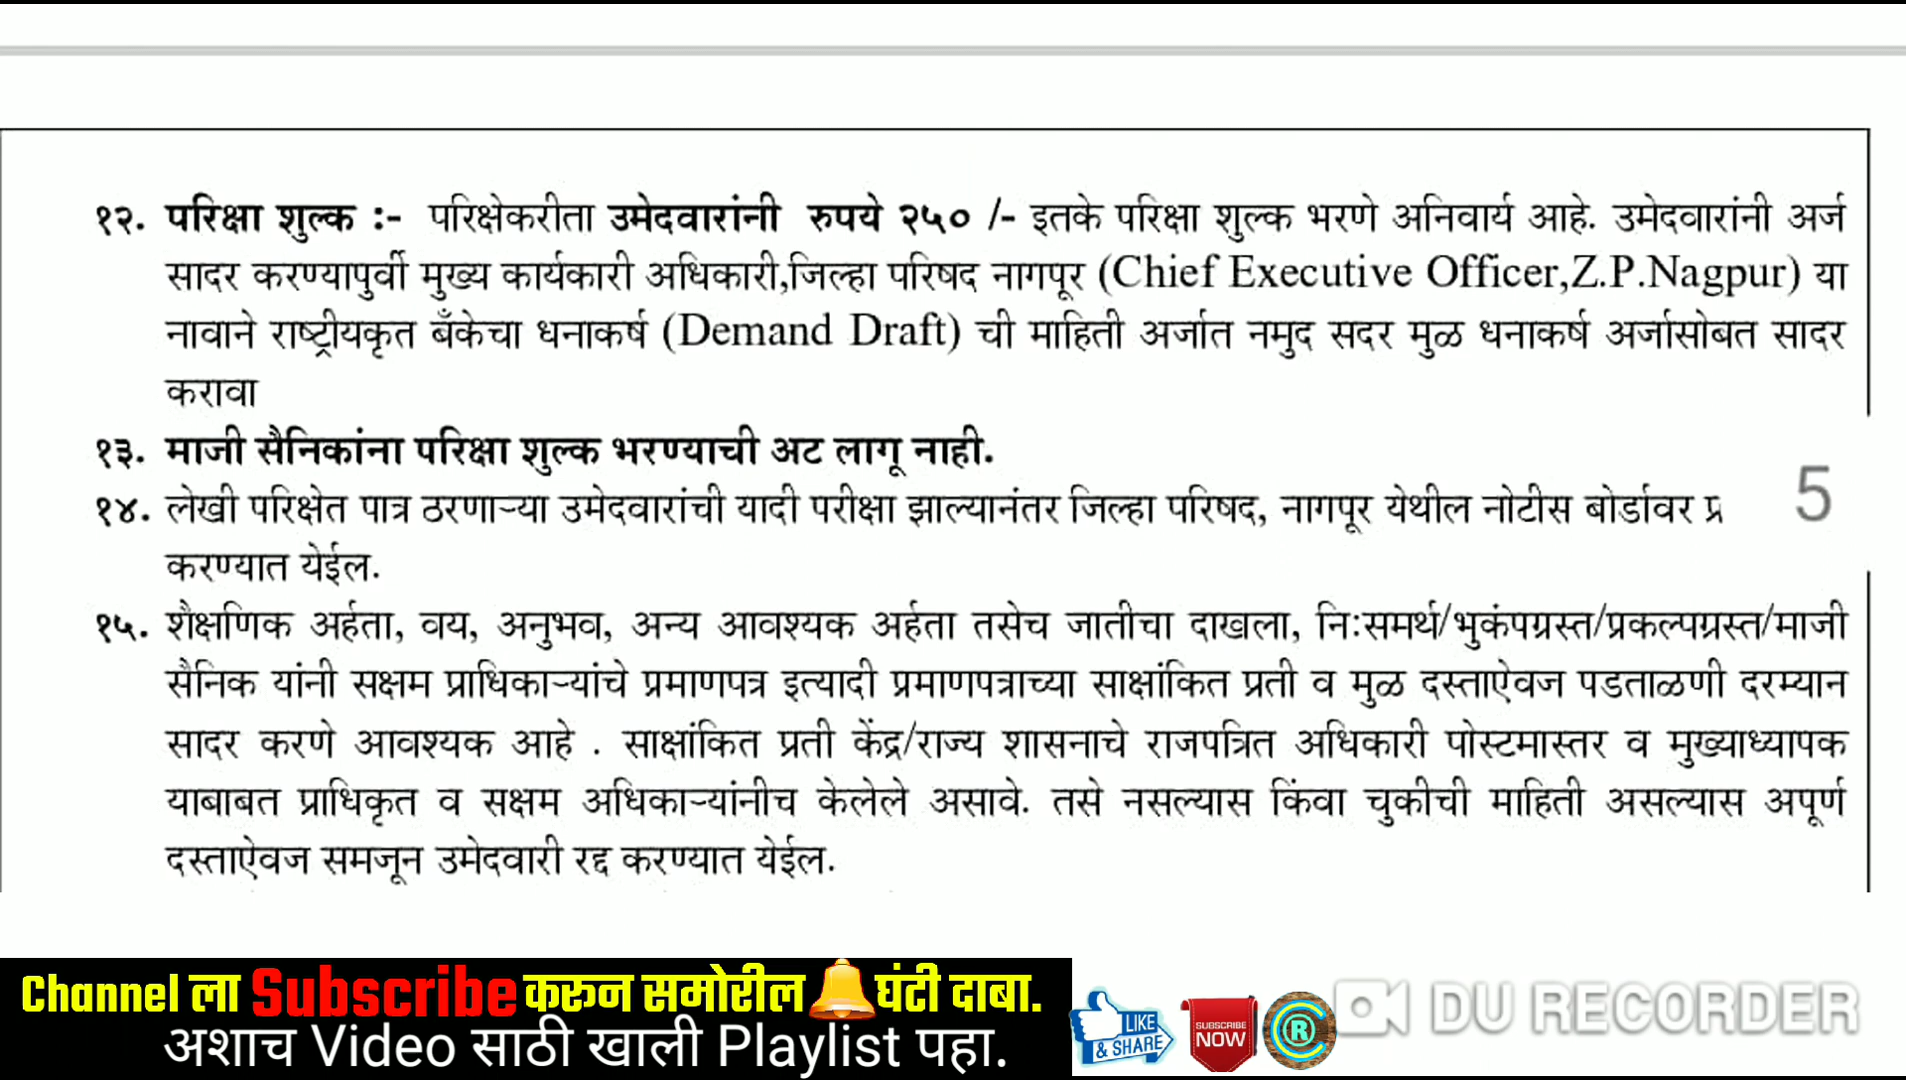 १२. परिक्षा शुल्क :- परिक्षेकरीता उमेदवारांनी रुपये २५० /- इतके परिक्षा शुल्क भरणे अनिवार्य आहे. उमेदवारांनी अर्ज
सादर करण्यापुर्वी मुख्य कार्यकारी अधिकारी,जिल्हा परिषद नागपूर (Chief Executive Officer,Z.P.Nagpur) या
नावाने राष्ट्रीयकृत बँकेचा धनाकर्ष (Demand Draft) ची माहिती अर्जात नमुद सदर मुळ धनाकर्ष अर्जासोबत सादर
करावा
१३. माजी सैनिकांना परिक्षा शुल्क भरण्याची अट लागू नाही.
१४. लेखी परिक्षेत पात्र ठरणाऱ्या उमेदवारांची यादी परीक्षा झाल्यानंतर जिल्हा परिषद, नागपूर येथील नोटीस बोर्डावर प्र
5
करण्यात येईल.
१५. शैक्षणिक अर्हता, वय, अनुभव, अन्य आवश्यक अर्हता तसेच जातीचा दाखला, नि:समर्थ/भुकंपग्रस्त/प्रकल्पग्रस्त/माजी
सैनिक यांनी सक्षम प्राधिकाऱ्यांचे प्रमाणपत्र इत्यादी प्रमाणपत्राच्या साक्षांकित प्रती व मुळ दस्ताऐवज पडताळणी दरम्यान
सादर करणे आवश्यक आहे . साक्षांकित प्रती केंद्र/राज्य शासनाचे राजपत्रित अधिकारी पोस्टमास्तर व मुख्याध्यापक
याबाबत प्राधिकृत व सक्षम अधिकाऱ्यांनीच केलेले असावे. तसे नसल्यास किंवा चुकीची माहिती असल्यास अपूर्ण
दस्ताऐवज समजून उमेदवारी रद्द करण्यात येईल.
Channel ला Subscribe करून समोरील घंटी दाबा.
अशाच Video साठी खाली Playlist पहा.
LIKE
& SHARE
SUBSCRIBE
NOW
C R
DU RECORDER